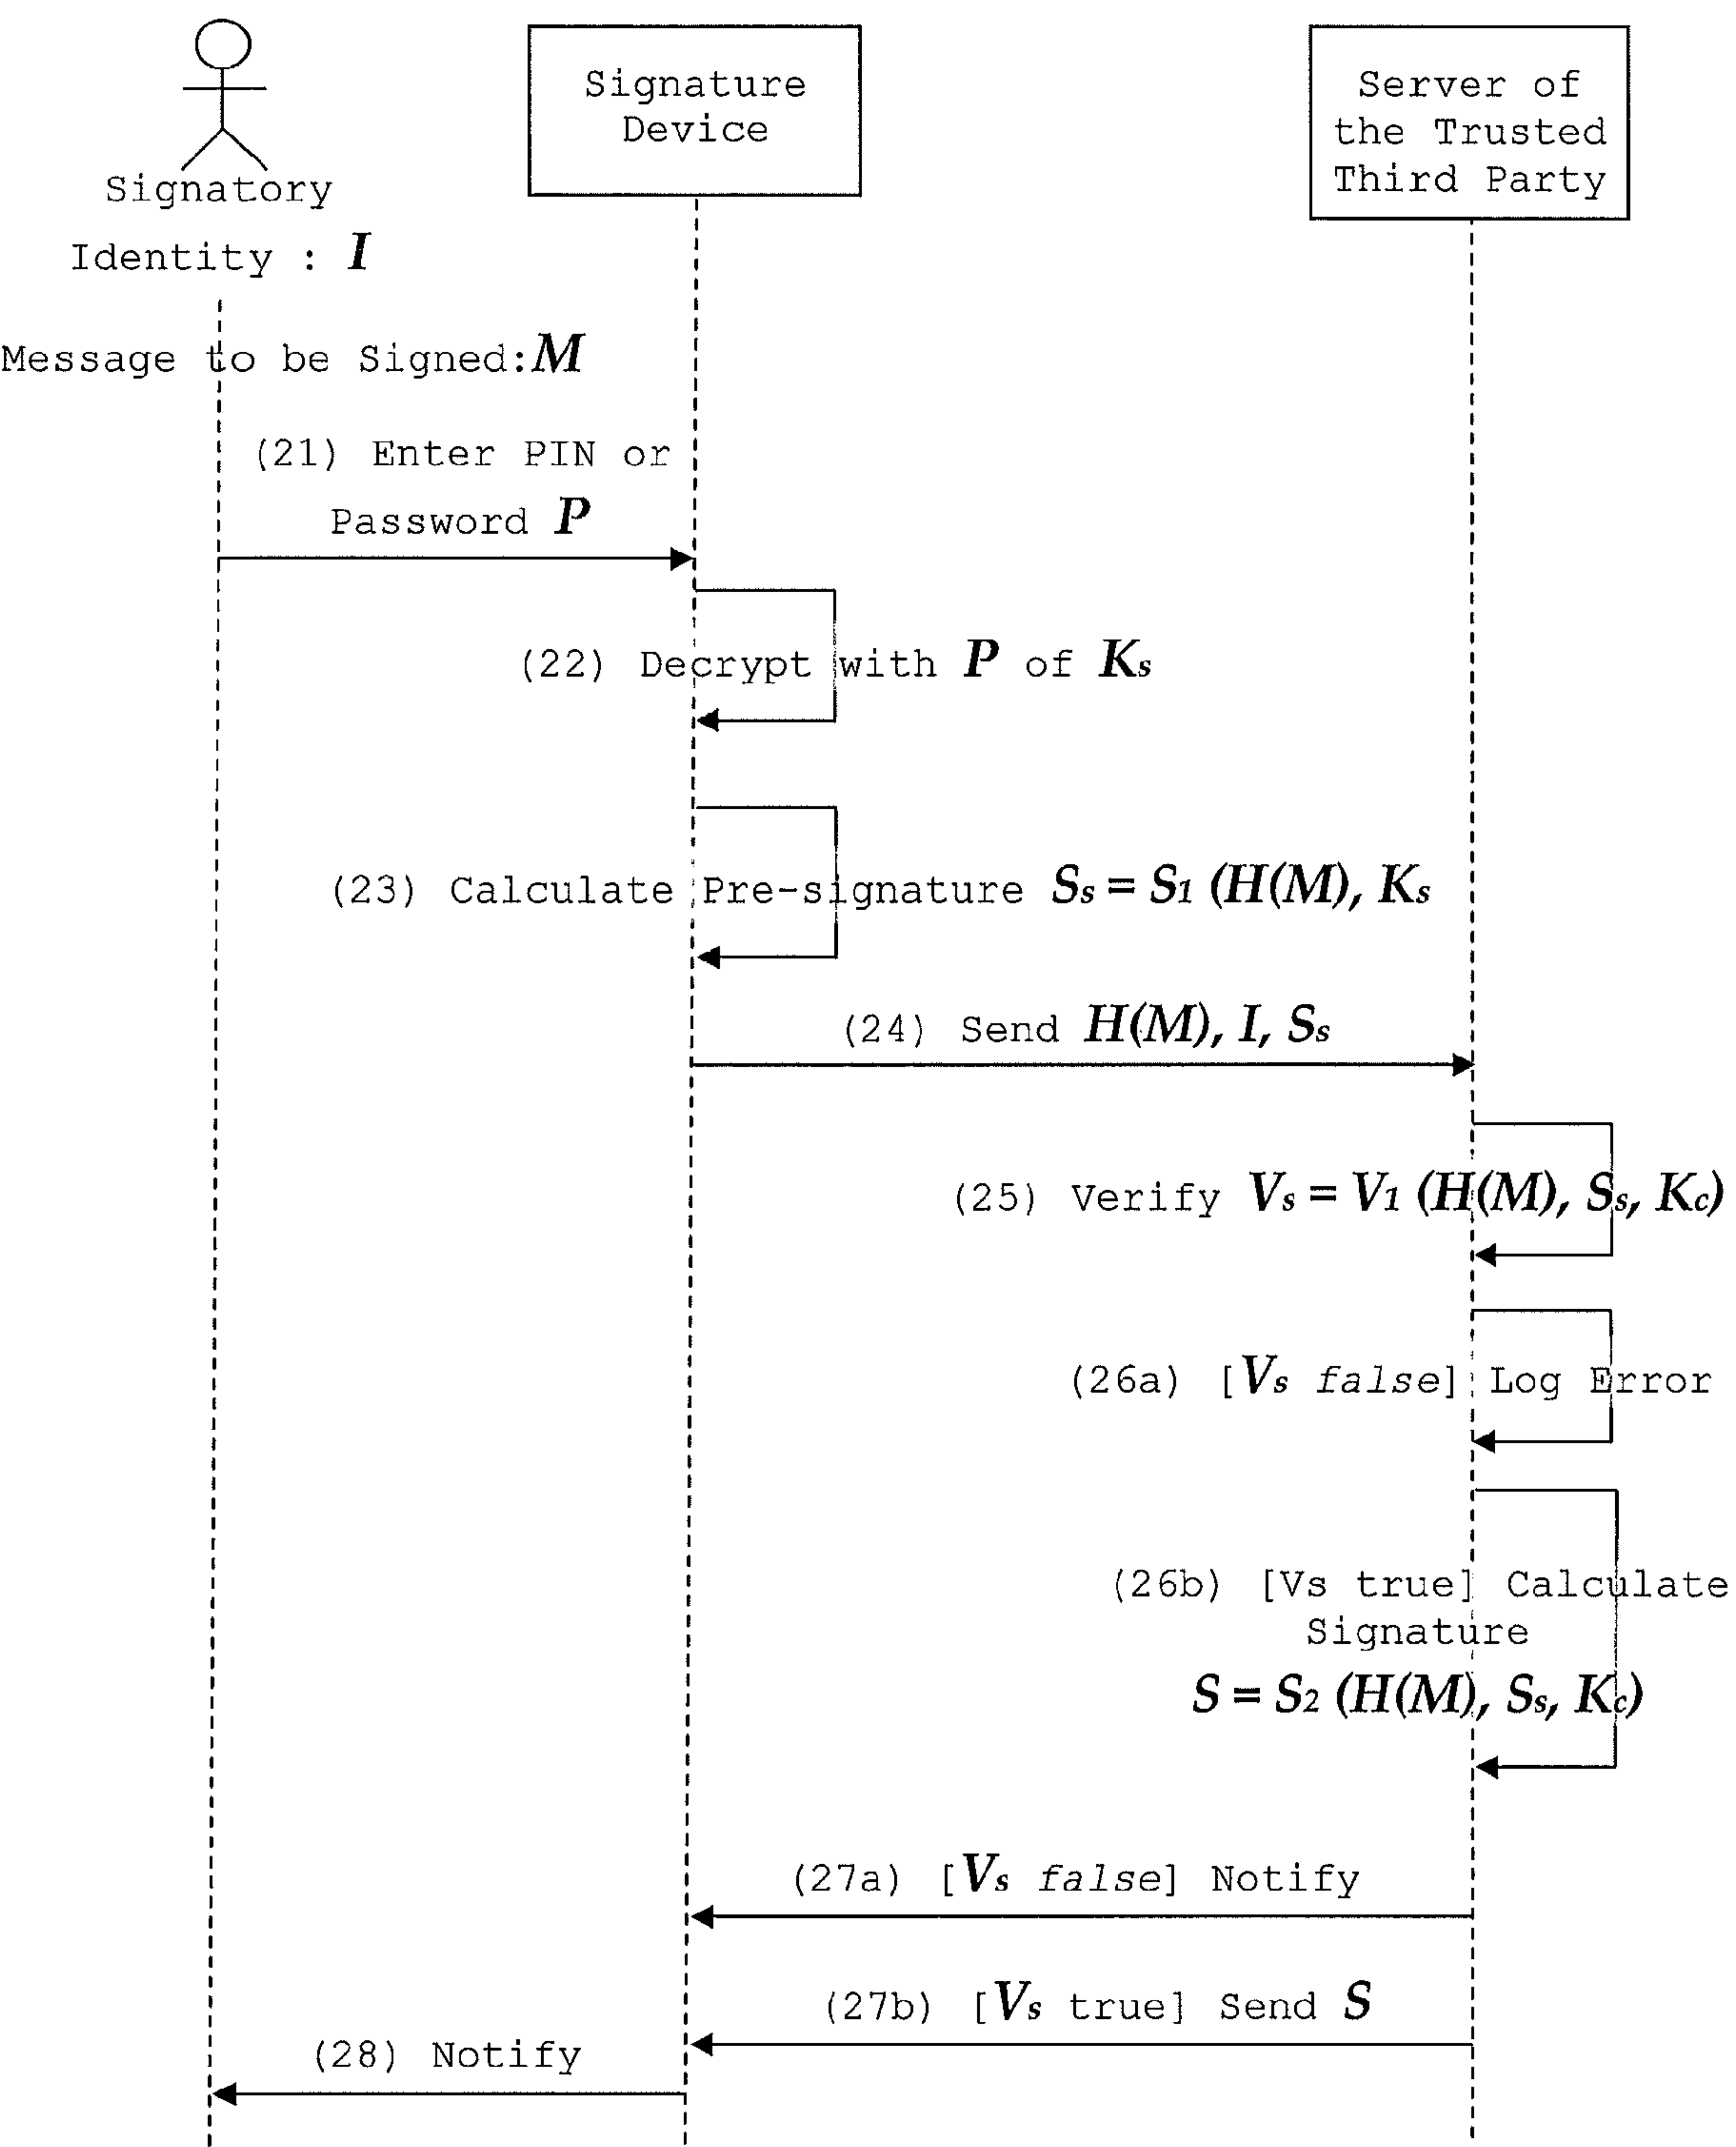 Signatory
Signature
Device
Server of
the Trusted
Third Party
Identity : I
Message to be Signed:M
(21) Enter PIN or
Password P
(22) Decrypt with P of Ks
(23) Calculate Pre-signature Ss = S1 (H(M), Ks
(24) Send H(M), I, Ss
(25) Verify Vs = V1 (H(M), Ss, Kc)
(26a) [Vs false] Log Error
(26b) [Vs true] Calculate
Signature
S = S2 (H(M), Ss, Kc)
(27a) [Vs false] Notify
(27b) [Vs true] Send S
(28) Notify